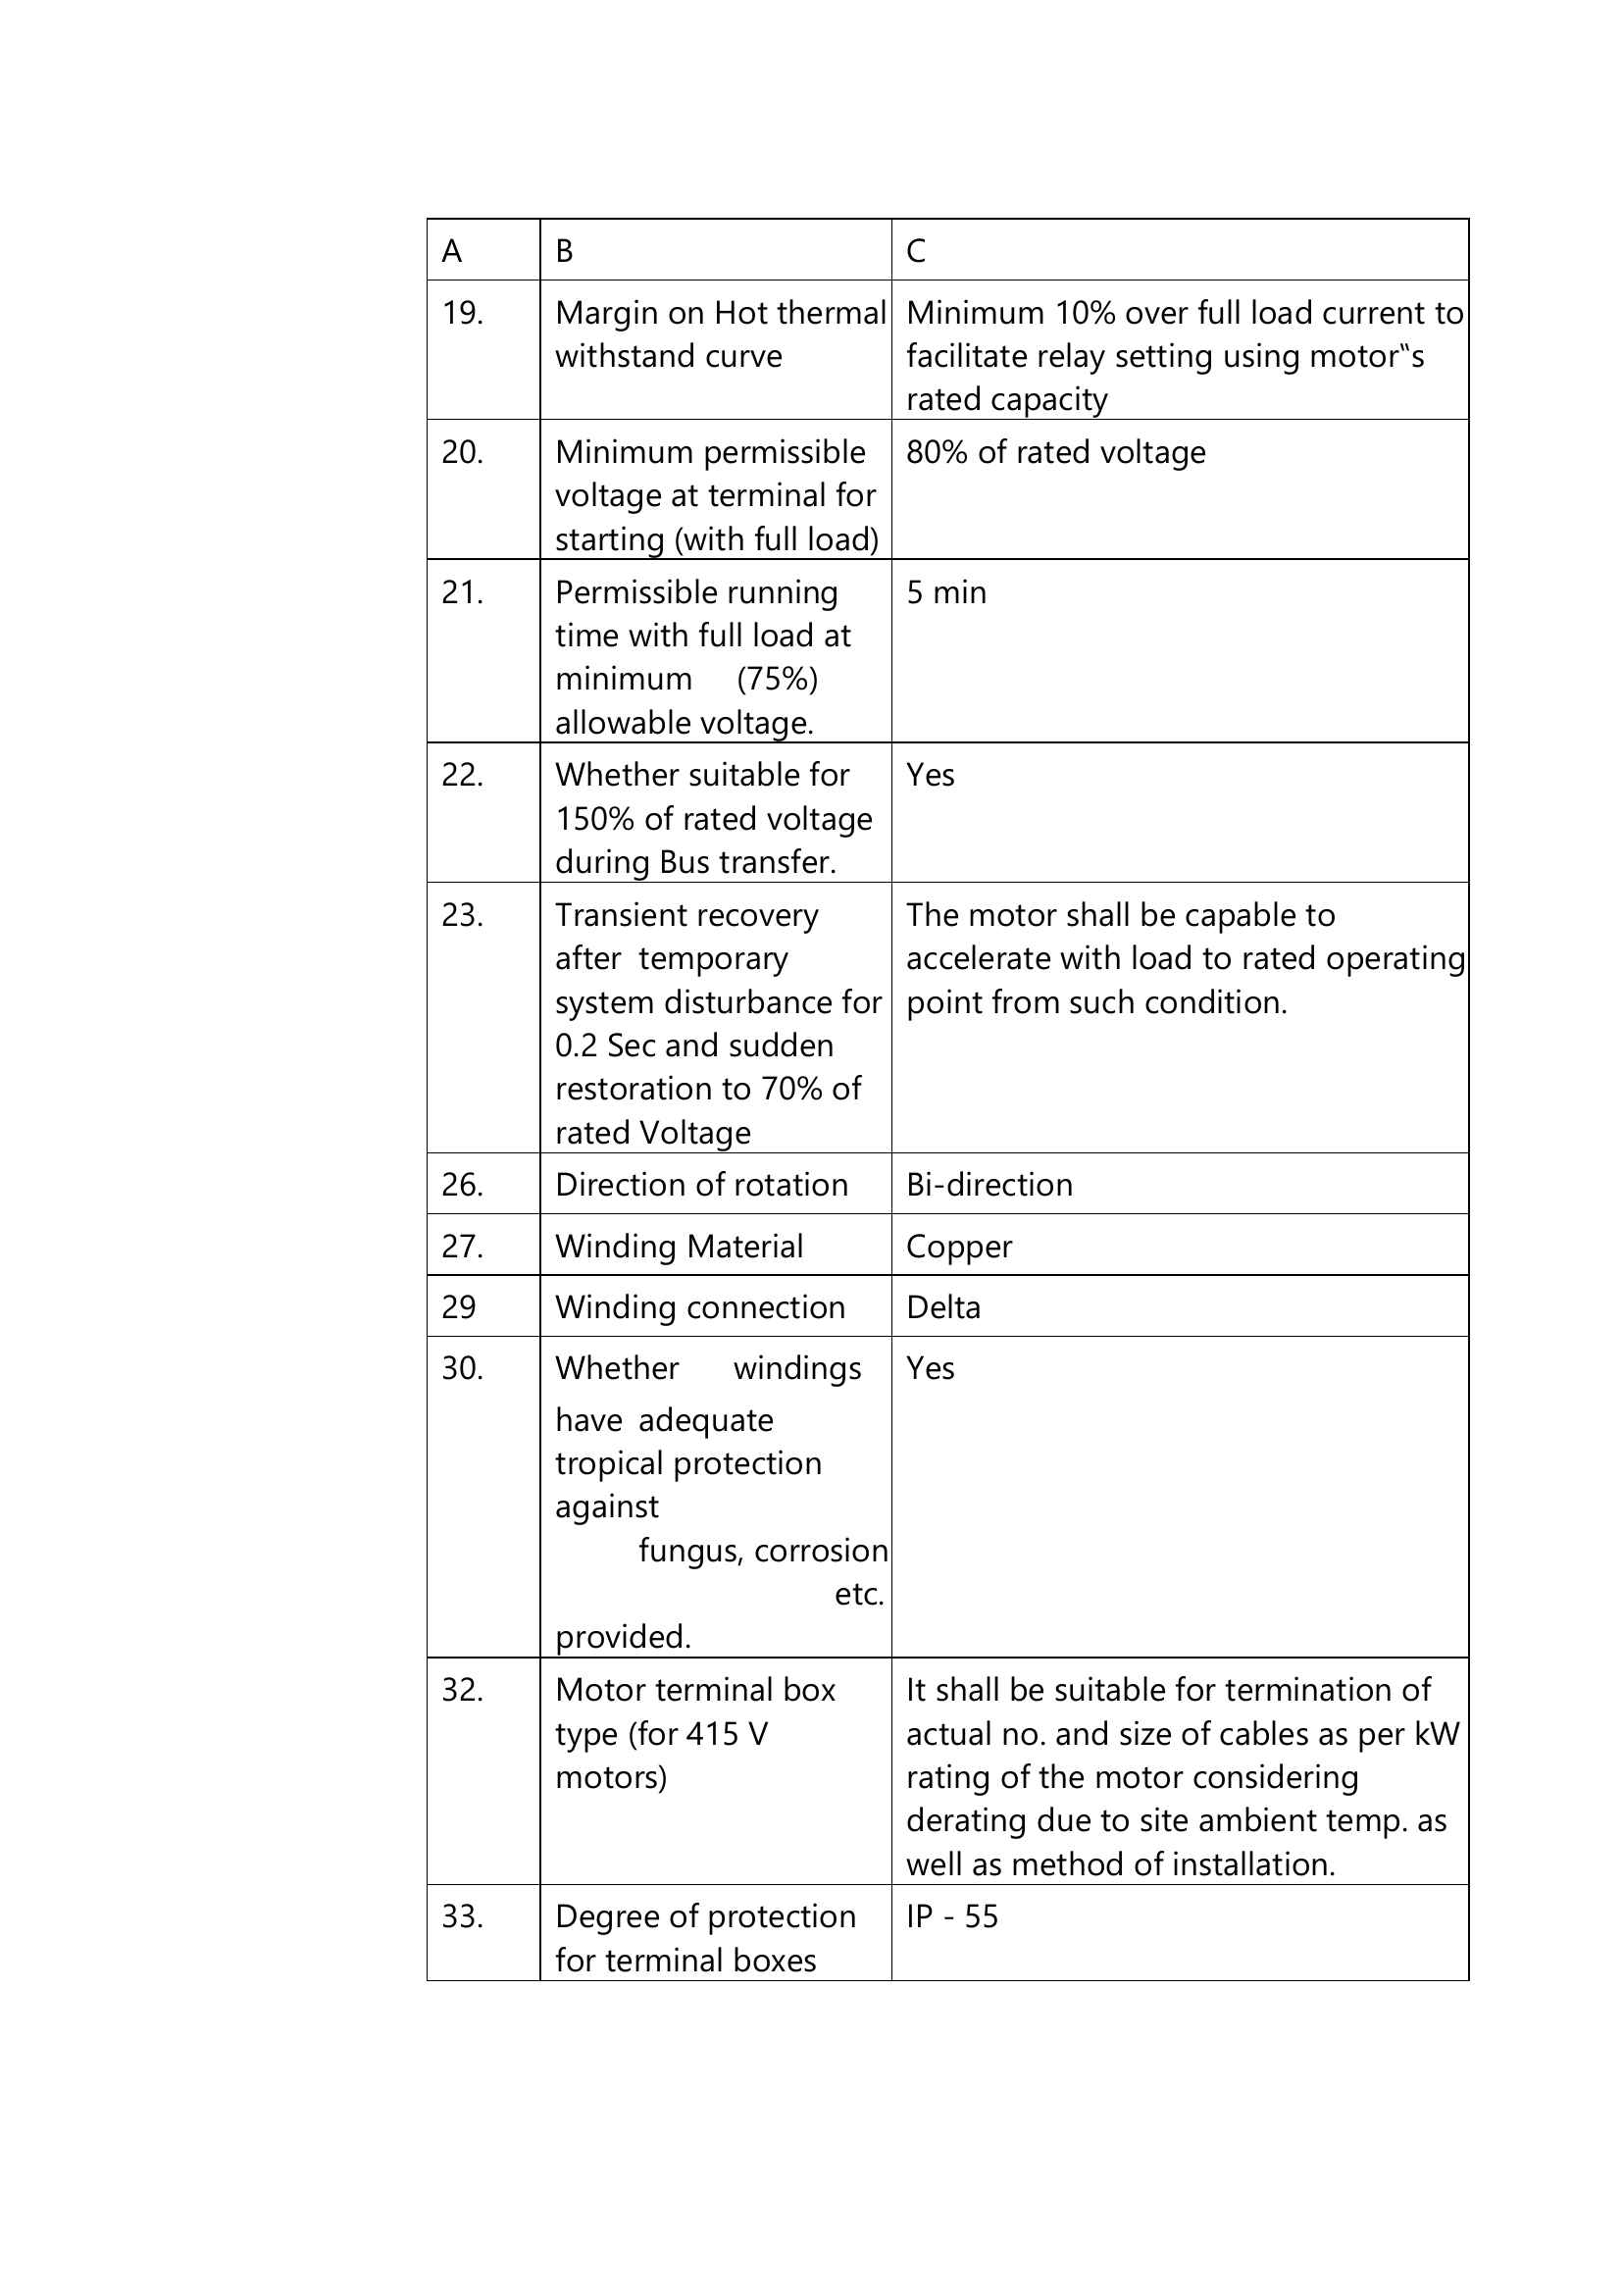 A B C
19. Margin on Hot thermal Minimum 10% over full load current to
withstand curve facilitate relay setting using motor‟s
rated capacity
20. Minimum permissible 80% of rated voltage
voltage at terminal for
starting (with full load)
21. Permissible running 5 min
time with full load at
minimum (75%)
allowable voltage.
22. Whether suitable for Yes
150% of rated voltage
during Bus transfer.
23. Transient recovery The motor shall be capable to
after temporary accelerate with load to rated operating
system disturbance for point from such condition.
0.2 Sec and sudden
restoration to 70% of
rated Voltage
26. Direction of rotation Bi-direction
27. Winding Material Copper
29 Winding connection Delta
30. Whether windings Yes
have adequate
tropical protection
against
fungus, corrosion
etc.
provided.
32. Motor terminal box It shall be suitable for termination of
type (for 415 V actual no. and size of cables as per kW
motors) rating of the motor considering
derating due to site ambient temp. as
well as method of installation.
33. Degree of protection IP - 55
for terminal boxes